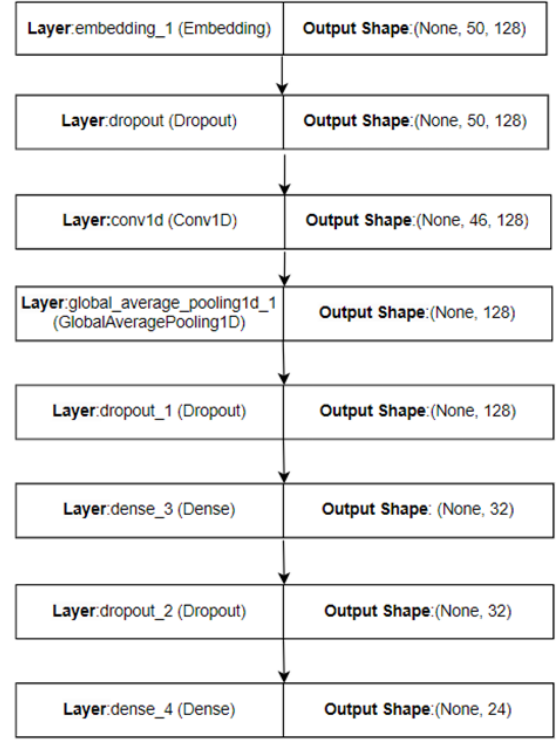 Layer:embedding_1 (Embedding) Output Shape:(None, 50, 128)
Layer:dropout (Dropout) Output Shape:(None, 50, 128)
Layer:conv1d (Conv1D) Output Shape:(None, 46, 128)
Layer:global_average_pooling1d_1
(GlobalAveragePooling1D) Output Shape:(None, 128)
Layer:dropout_1 (Dropout) Output Shape:(None, 128)
Layer:dense_3 (Dense) Output Shape: (None, 32)
Layer:dropout_2 (Dropout) Output Shape:(None, 32)
Layer:dense_4 (Dense) Output Shape:(None, 24)